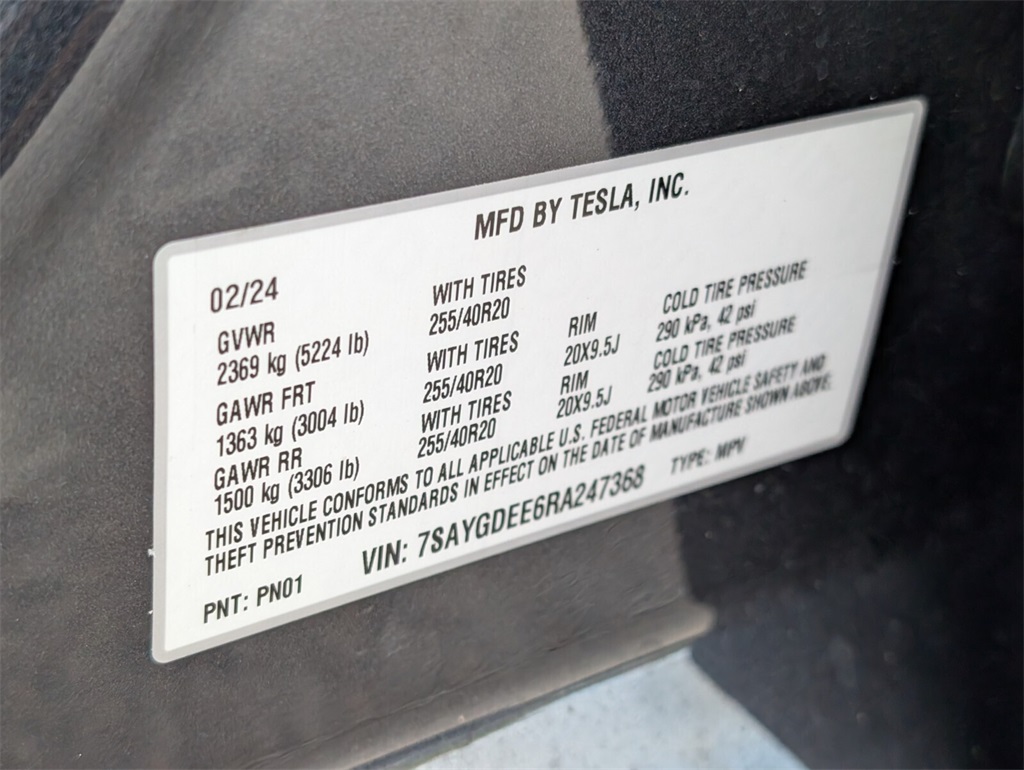 MFD BY TESLA, INC.
02/24
GVWR
2369 kg (5224 lb)
WITH TIRES
255/40R20
GAWR FRT
1363 kg (3004 lb)
WITH TIRES
255/40R20
RIM
20X9.5J
COLD TIRE PRESSURE
290 kPa, 42 psi
GAWR RR
1500 kg (3306 lb)
WITH TIRES
255/40R20
RIM
20X9.5J
COLD TIRE PRESSURE
290 kPa, 42 psi
THIS VEHICLE CONFORMS TO ALL APPLICABLE U.S. FEDERAL MOTOR VEHICLE SAFETY AND
THEFT PREVENTION STANDARDS IN EFFECT ON THE DATE OF MANUFACTURE SHOWN ABOVE.
VIN: 7SAYGDEE6RA247368
TYPE: MPV
PNT: PN01